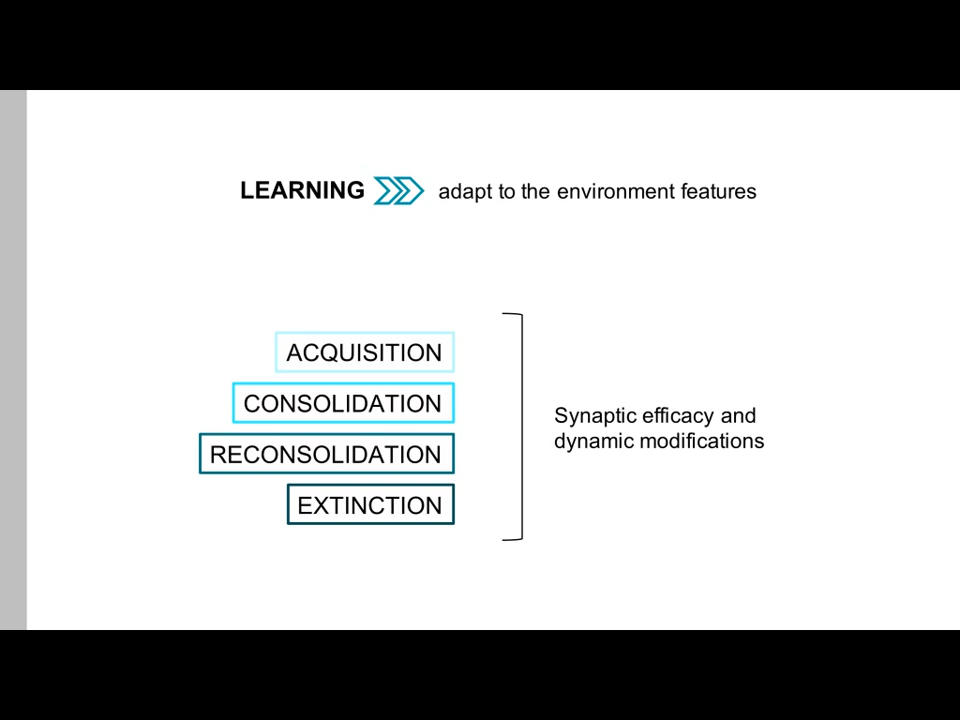 LEARNING adapt to the environment features
ACQUISITION
CONSOLIDATION
RECONSOLIDATION
EXTINCTION
Synaptic efficacy and
dynamic modifications